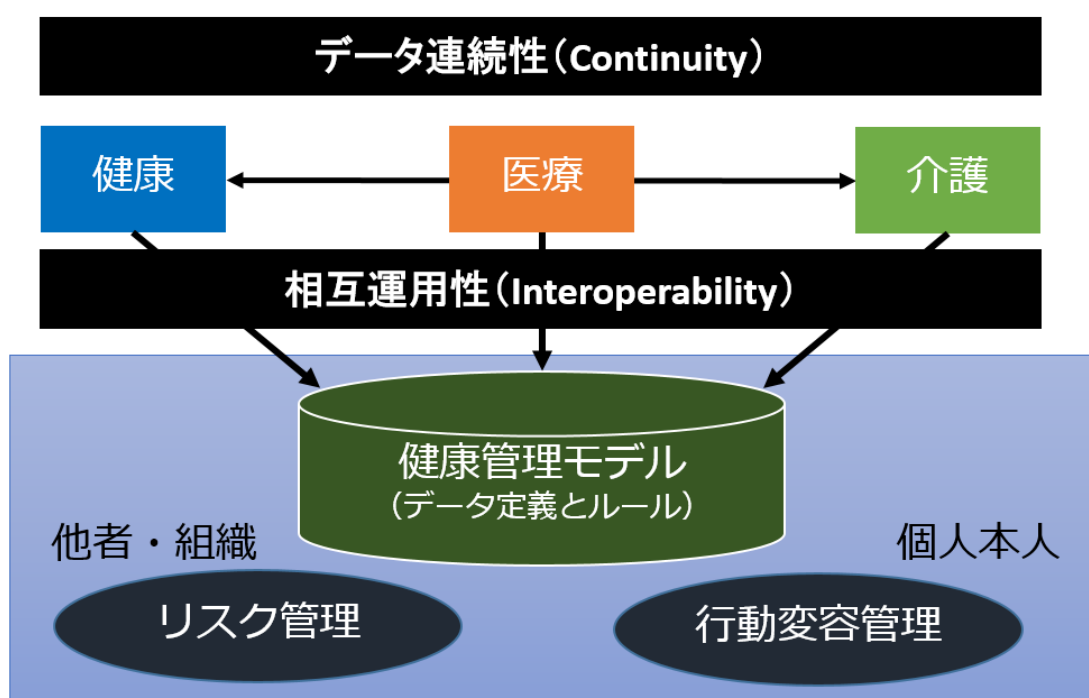 データ連続性（Continuity）
健康
医療
介護
相互運用性（Interoperability）
健康管理モデル
（データ定義とルール）
他者・組織
個人本人
リスク管理
行動変容管理